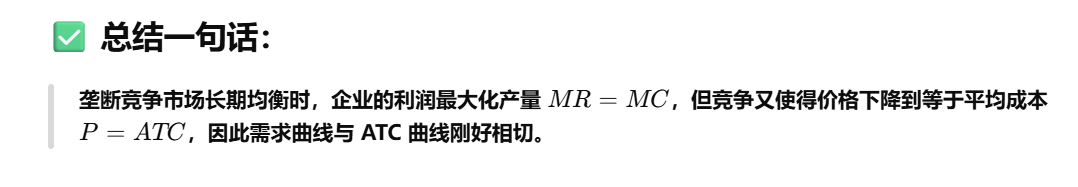 ✅ 总结一句话：
垄断竞争市场长期均衡时，企业的利润最大化产量 MR = MC，但竞争又使得价格下降到等于平均成本
P = ATC，因此需求曲线与 ATC 曲线刚好相切。